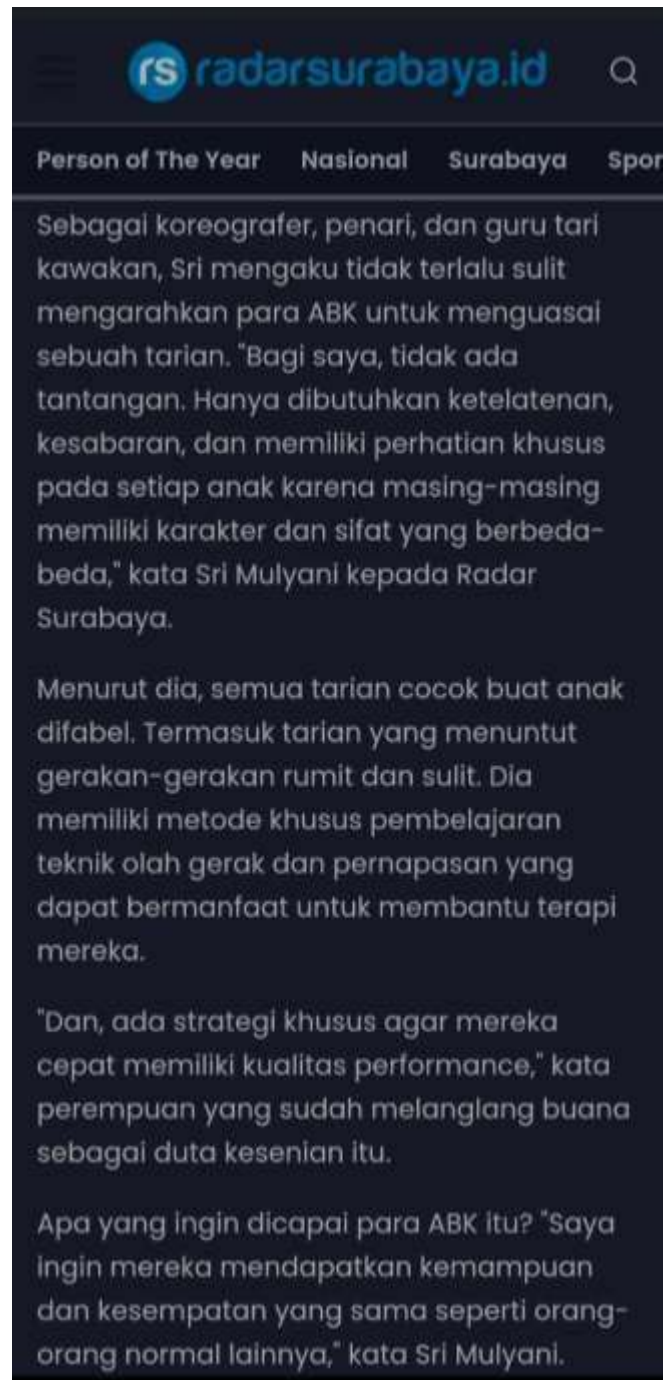 rs radarsurabaya.id
Person of The Year Nasional Surabaya Spor
Sebagai koreografer, penari, dan guru tari
kawakan, Sri mengaku tidak terlalu sulit
mengarahkan para ABK untuk menguasai
sebuah tarian. "Bagi saya, tidak ada
tantangan. Hanya dibutuhkan ketelatenan,
kesabaran, dan memiliki perhatian khusus
pada setiap anak karena masing-masing
memiliki karakter dan sifat yang berbeda-
beda," kata Sri Mulyani kepada Radar
Surabaya.
Menurut dia, semua tarian cocok buat anak
difabel. Termasuk tarian yang menuntut
gerakan-gerakan rumit dan sulit. Dia
memiliki metode khusus pembelajaran
teknik olah gerak dan pernapasan yang
dapat bermanfaat untuk membantu terapi
mereka.
"Dan, ada strategi khusus agar mereka
cepat memiliki kualitas performance," kata
perempuan yang sudah melanglang buana
sebagai duta kesenian itu.
Apa yang ingin dicapai para ABK itu? "Saya
ingin mereka mendapatkan kemampuan
dan kesempatan yang sama seperti orang-
orang normal lainnya," kata Sri Mulyani.